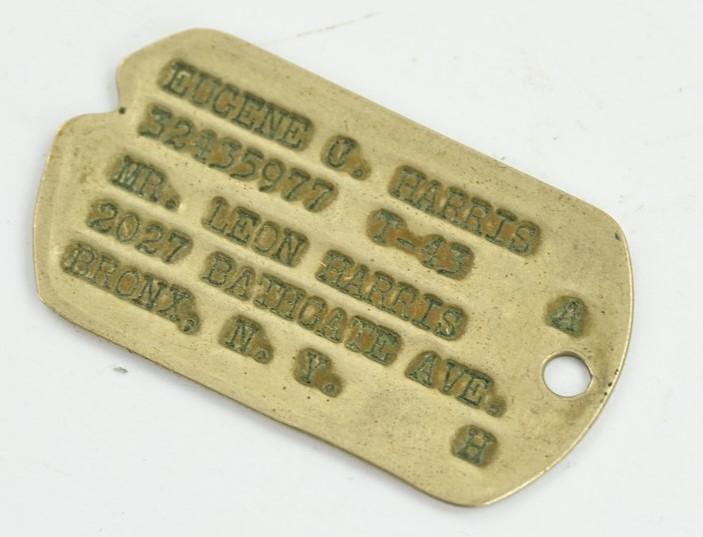 EUGENE U. HARRIS
32435977 T-43
MR. LEON HARRIS
2027 BATHGATE AVE. A
BRONX, N. Y. H